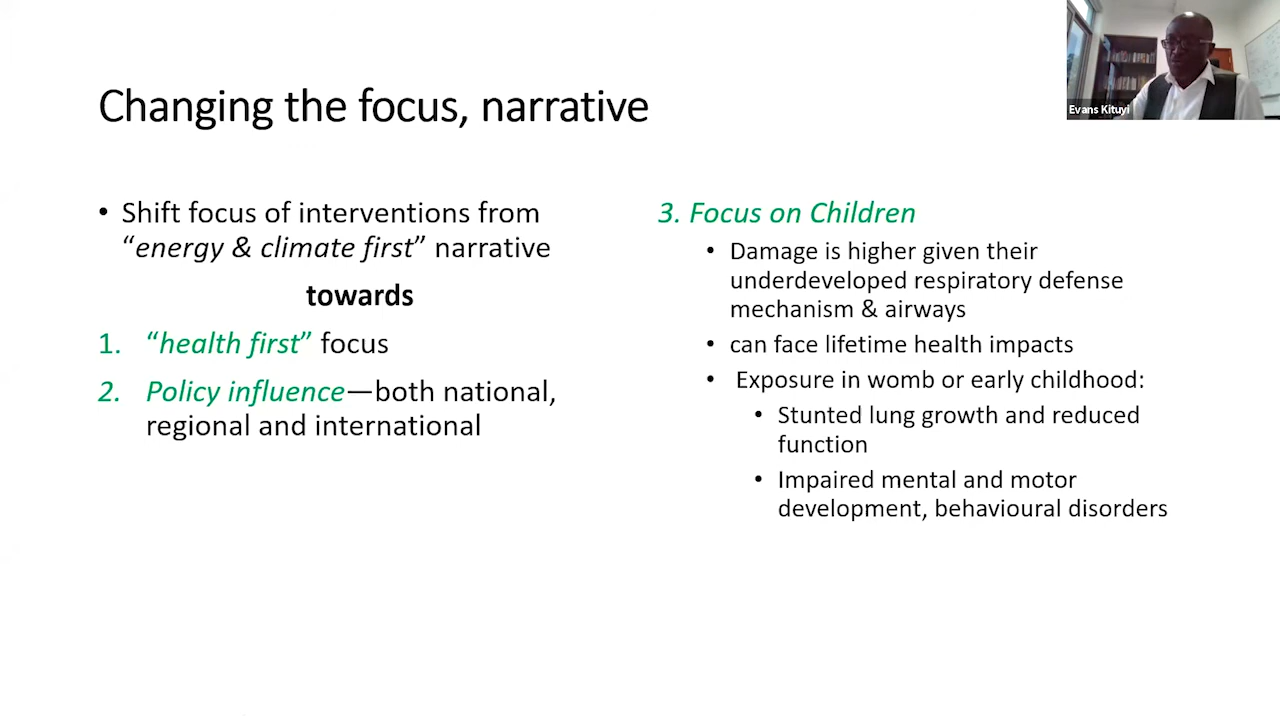 Changing the focus, narrative
• Shift focus of interventions from
“energy & climate first” narrative
towards
1. “health first” focus
2. Policy influence—both national,
regional and international
3. Focus on Children
• Damage is higher given their
underdeveloped respiratory defense
mechanism & airways
• can face lifetime health impacts
• Exposure in womb or early childhood:
• Stunted lung growth and reduced
function
• Impaired mental and motor
development, behavioural disorders
Evans Kituyi